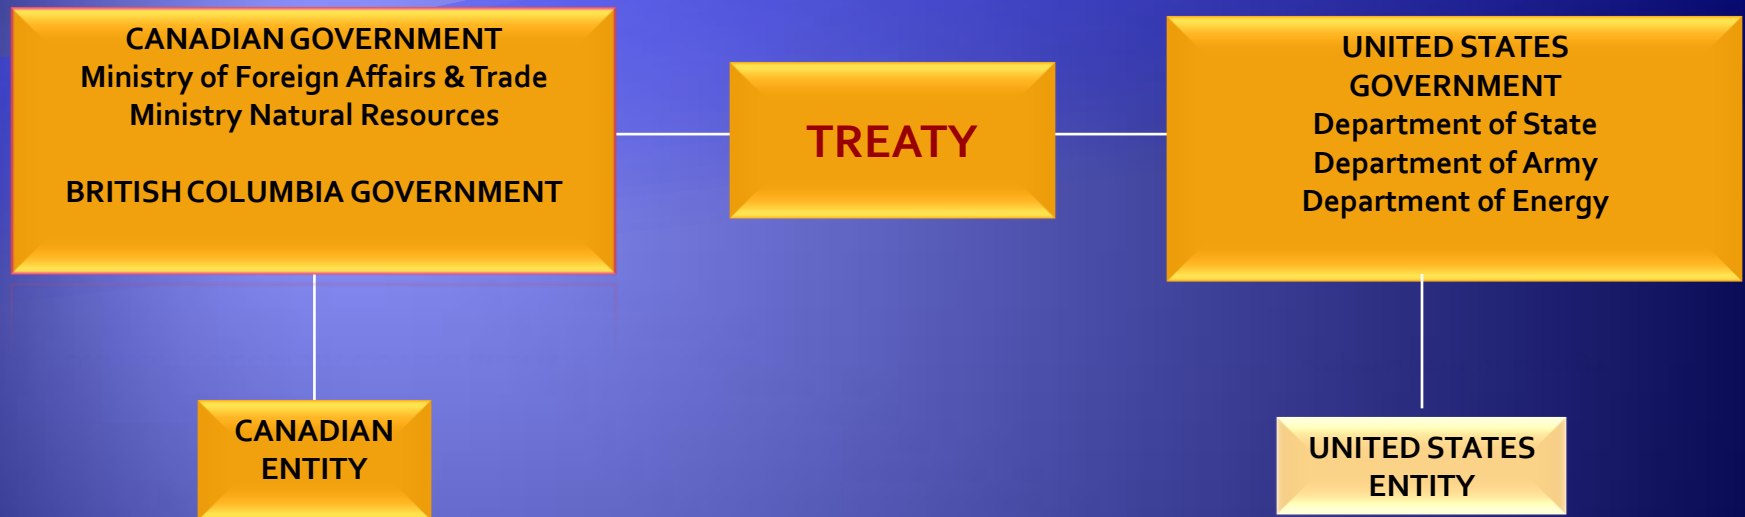 CANADIAN GOVERNMENT
Ministry of Foreign Affairs & Trade
Ministry Natural Resources
BRITISH COLUMBIA GOVERNMENT
TREATY
UNITED STATES
GOVERNMENT
Department of State
Department of Army
Department of Energy
CANADIAN
ENTITY
UNITED STATES
ENTITY